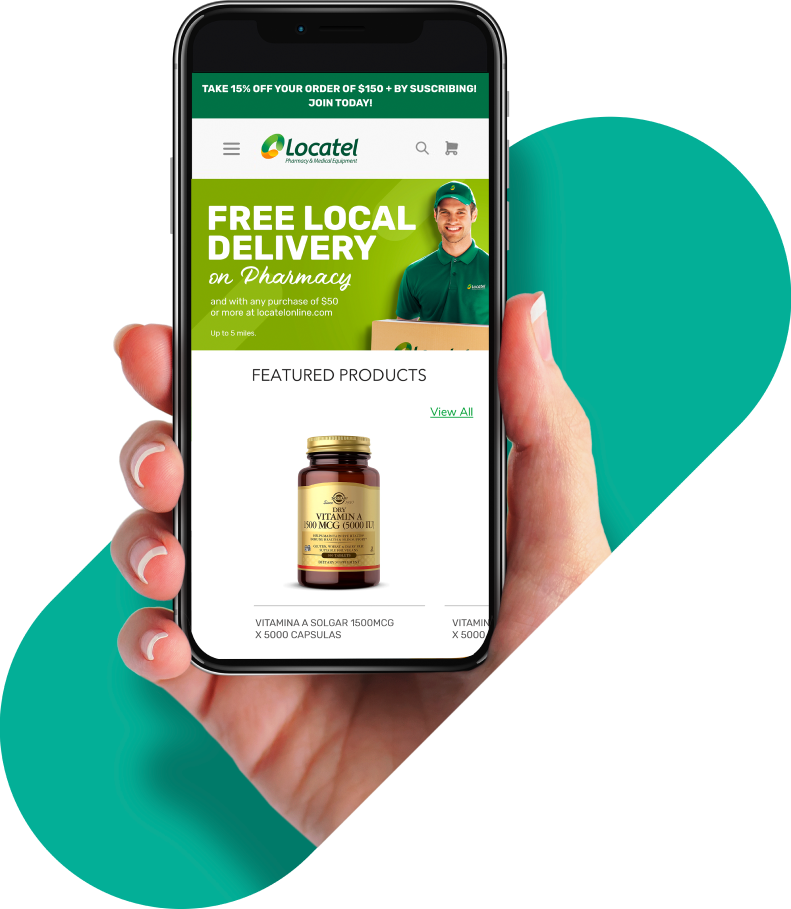 TAKE 15% OFF YOUR ORDER OF $150 + BY SUSCRIBING!
JOIN TODAY!
Locatel
Pharmacy & Medical Equipment
FREE LOCAL
DELIVERY
on Pharmacy
and with any purchase of $50
or more at locatelonline.com
Up to 5 miles.
Locatel
FEATURED PRODUCTS
View All
DRY
VITAMIN A
1500 MCG (5000 IU)
DIETARY SUPPLEMENT
VITAMINA A SOLGAR 1500MCG
X 5000 CAPSULAS
VITAMIN
X 5000